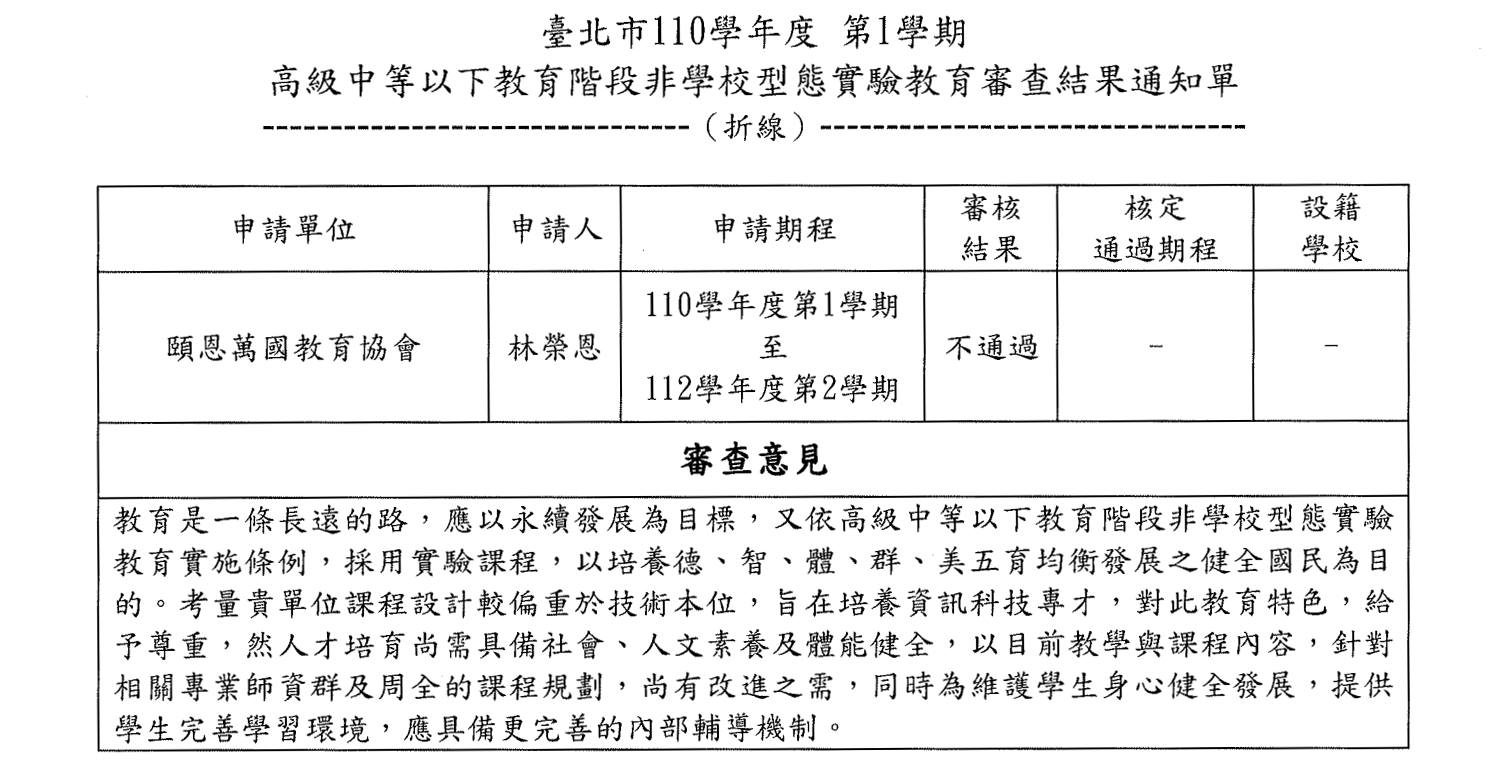 臺北市110學年度 第1學期
高級中等以下教育階段非學校型態實驗教育審查結果通知單
--------------------------------（折線）--------------------------------
申請單位 申請人 申請期程 審核結果 核定通過期程 設籍學校
頤恩萬國教育協會 林榮恩 110學年度第1學期至112學年度第2學期 不通過 － －
審查意見
教育是一條長遠的路，應以永續發展為目標，又依高級中等以下教育階段非學校型態實驗
教育實施條例，採用實驗課程，以培養德、智、體、群、美五育均衡發展之健全國民為目
的。考量貴單位課程設計較偏重於技術本位，旨在培養資訊科技專才，對此教育特色，給
予尊重，然人才培育尚需具備社會、人文素養及體能健全，以目前教學與課程內容，針對
相關專業師資群及周全的課程規劃，尚有改進之需，同時為維護學生身心健全發展，提供
學生完善學習環境，應具備更完善的內部輔導機制。